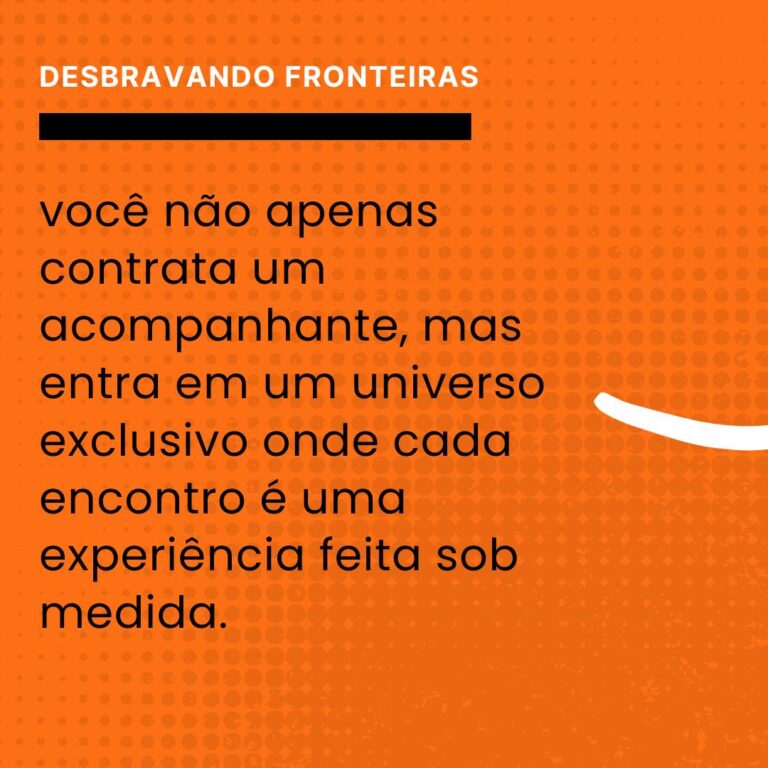 DESBRAVANDO FRONTEIRAS
você não apenas
contrata um
acompanhante, mas
entra em um universo
exclusivo onde cada
encontro é uma
experiência feita sob
medida.